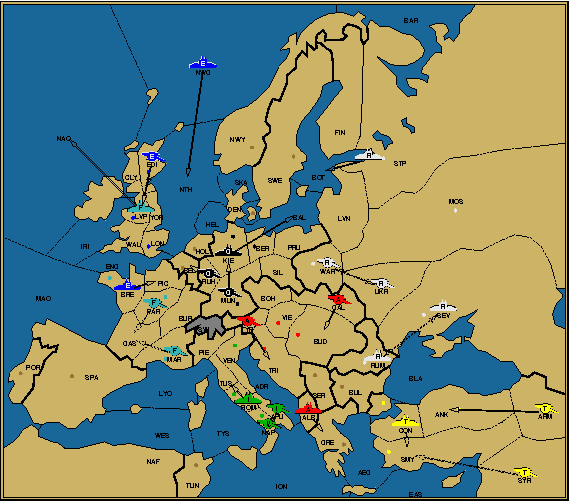 BAR
NWG
E
NAO
E
EDI
CLY
F
LVP
YOR
WAL
LON
IRI
ENG
NTH
NWY
SWE
FIN
R
STP
BOT
SKA
DEN
HEL
BAL
LVN
MOS
HOL
G
KIE
BER
PRU
G
RUH
SIL
R
WAR
R
UKR
MAO
E
BRE
PIC
PAR
BUR
G
MUN
BOH
GAL
VIE
BUD
R
SEV
GAS
MAR
PIE
VEN
TRI
R
RUM
POR
SPA
LYO
TUS
ADR
SER
BUL
BLA
ROM
APU
NAP
A
ALB
GRE
T
CON
ANK
T
ARM
WES
TYS
NAF
TUN
ION
AEG
SMY
EAS
T
SYR